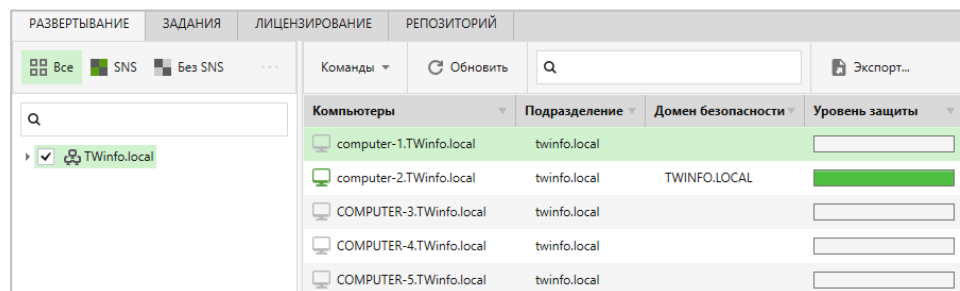 РАЗВЕРТЫВАНИЕ ЗАДАНИЯ ЛИЦЕНЗИРОВАНИЕ РЕПОЗИТОРИЙ
Все SNS Без SNS ... Команды Обновить Экспорт...
Компьютеры Подразделение Домен безопасности Уровень защиты
TWinfo.local
computer-1.TWinfo.local twinfo.local
computer-2.TWinfo.local twinfo.local TWINFO.LOCAL
COMPUTER-3.TWinfo.local twinfo.local
COMPUTER-4.TWinfo.local twinfo.local
COMPUTER-5.TWinfo.local twinfo.local